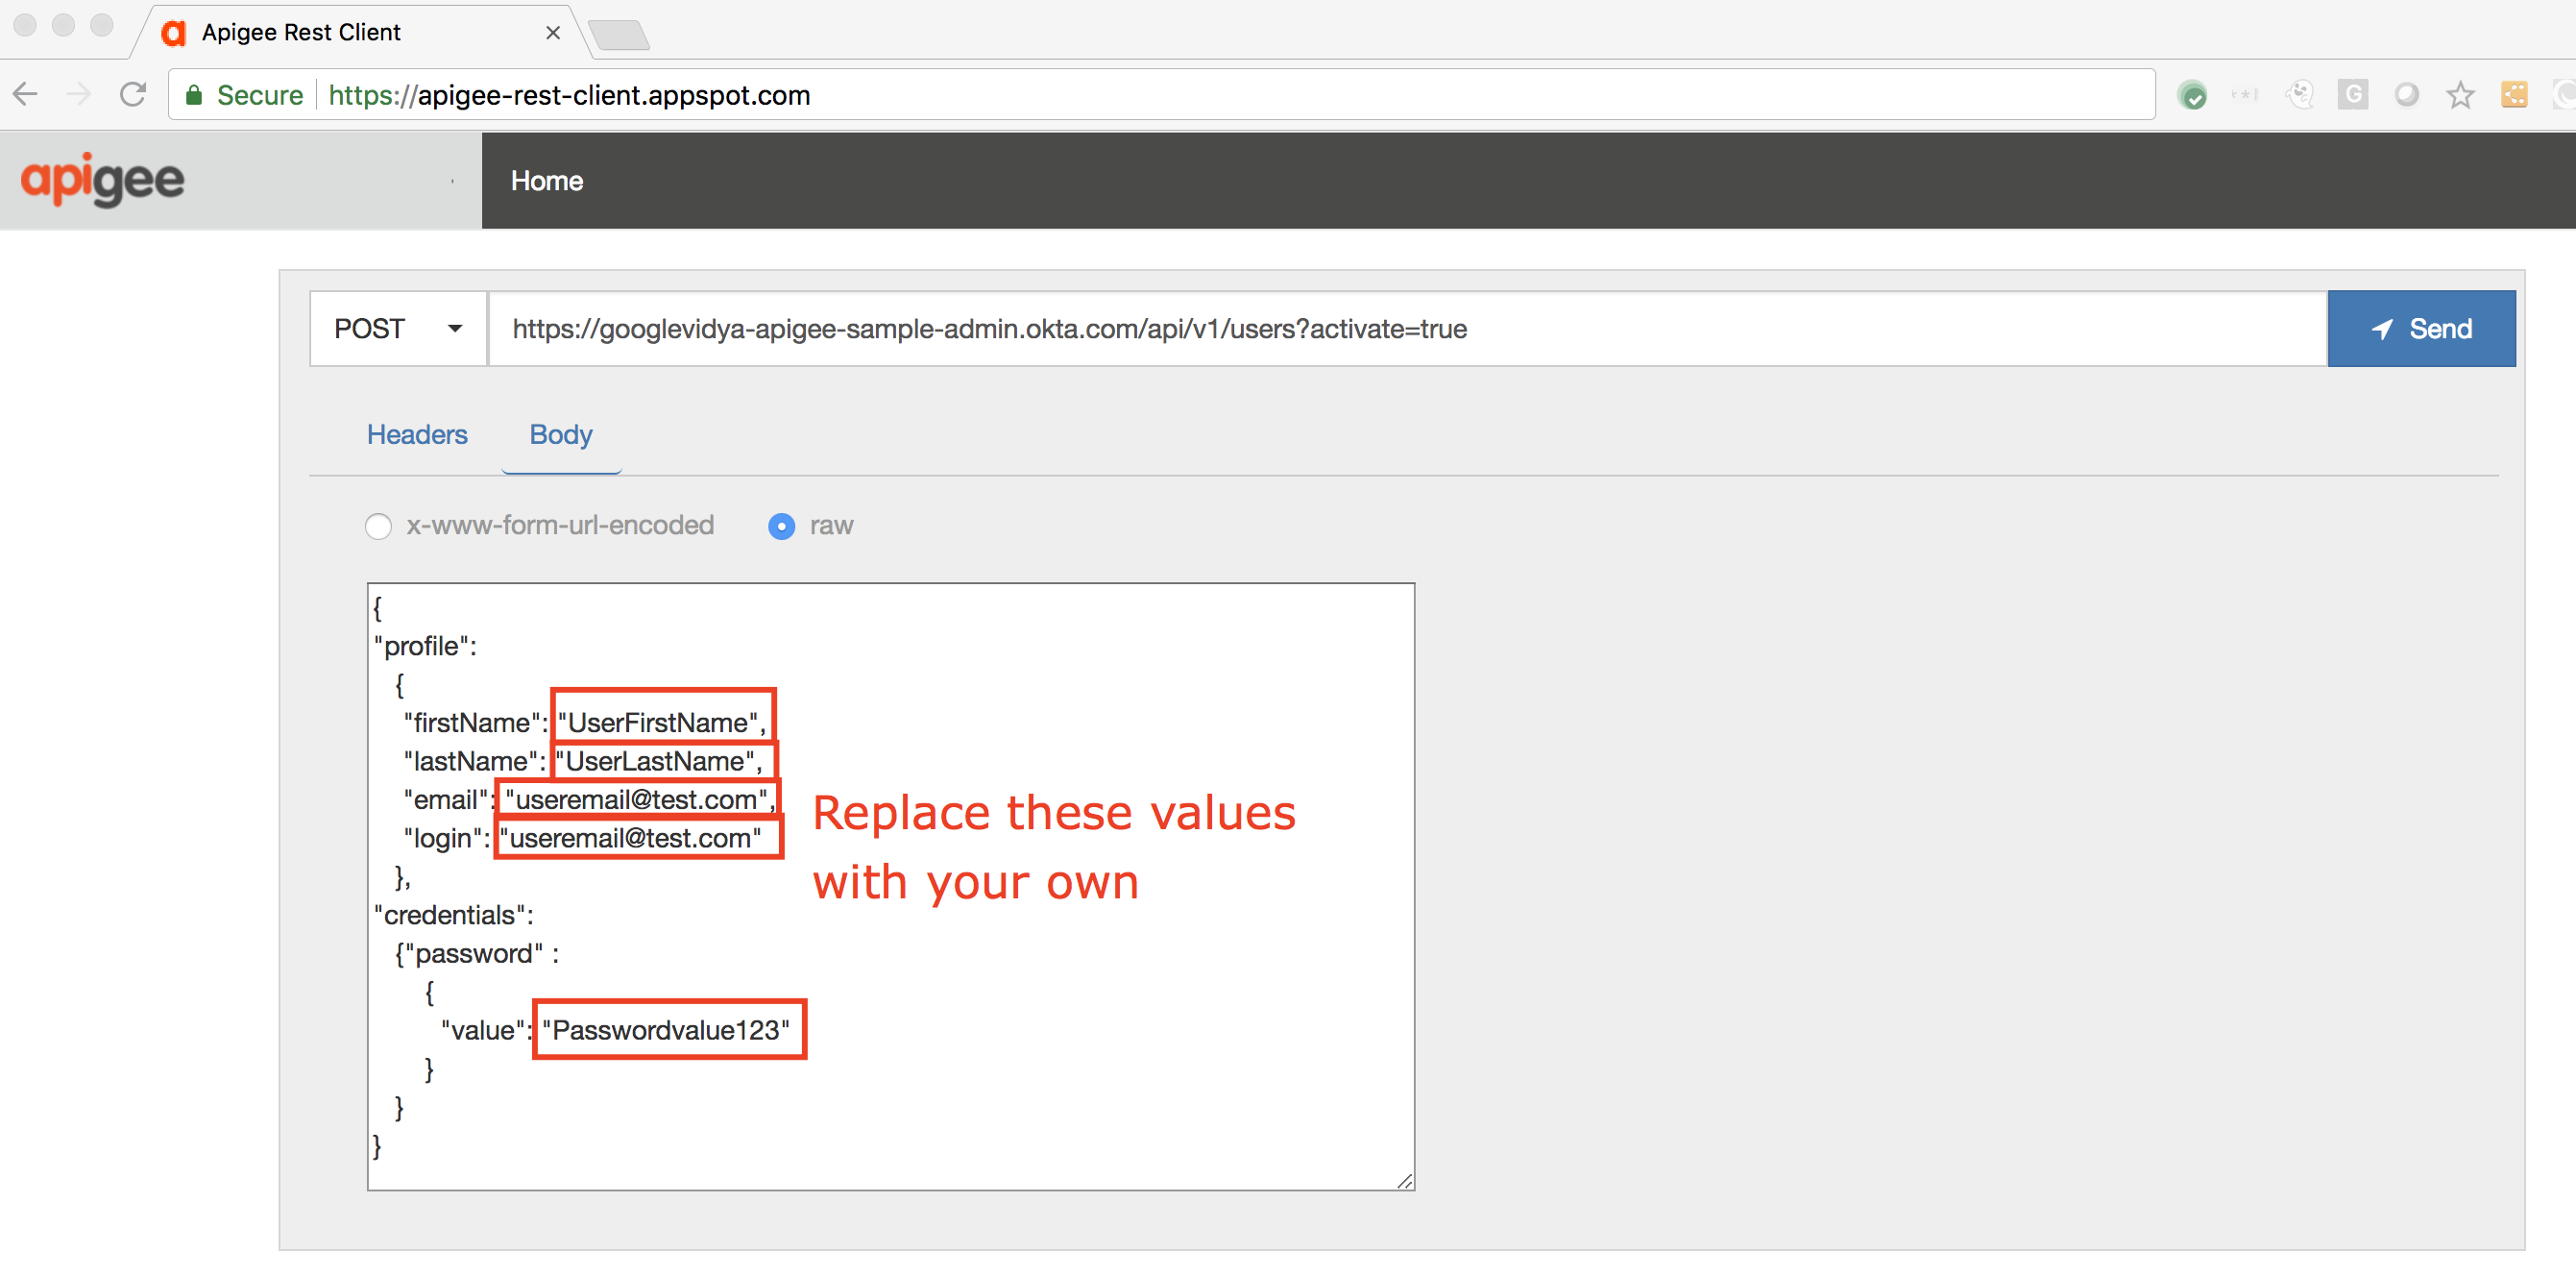 Apigee Rest Client
Secure https://apigee-rest-client.appspot.com
G
apigee
Home
POST https://googlevidya-apigee-sample-admin.okta.com/api/v1/users?activate=true Send
Headers Body
x-www-form-url-encoded raw
{
"profile":
{
"firstName": "UserFirstName",
"lastName": "UserLastName",
"email": "useremail@test.com",
"login": "useremail@test.com"
},
"credentials":
{"password" :
{
"value": "Passwordvalue123"
}
}
}
Replace these values
with your own